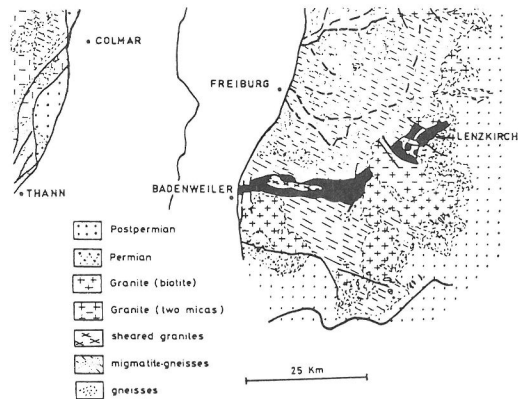 COLMAR
FREIBURG
LENZKIRCH
THANN
BADENWEILER
Postpermian
Permian
Granite (biotite)
Granite (two micas)
sheared granites
migmatite-gneisses
gneisses
25 Km